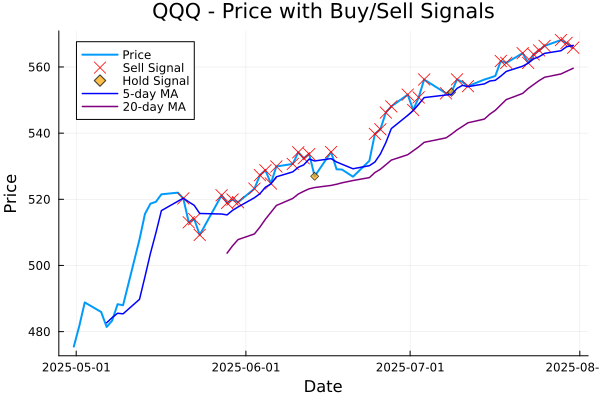 QQQ - Price with Buy/Sell Signals
Price
Sell Signal
Hold Signal
5-day MA
20-day MA
Price
560
540
520
500
480
2025-05-01
2025-06-01
2025-07-01
2025-08-
Date